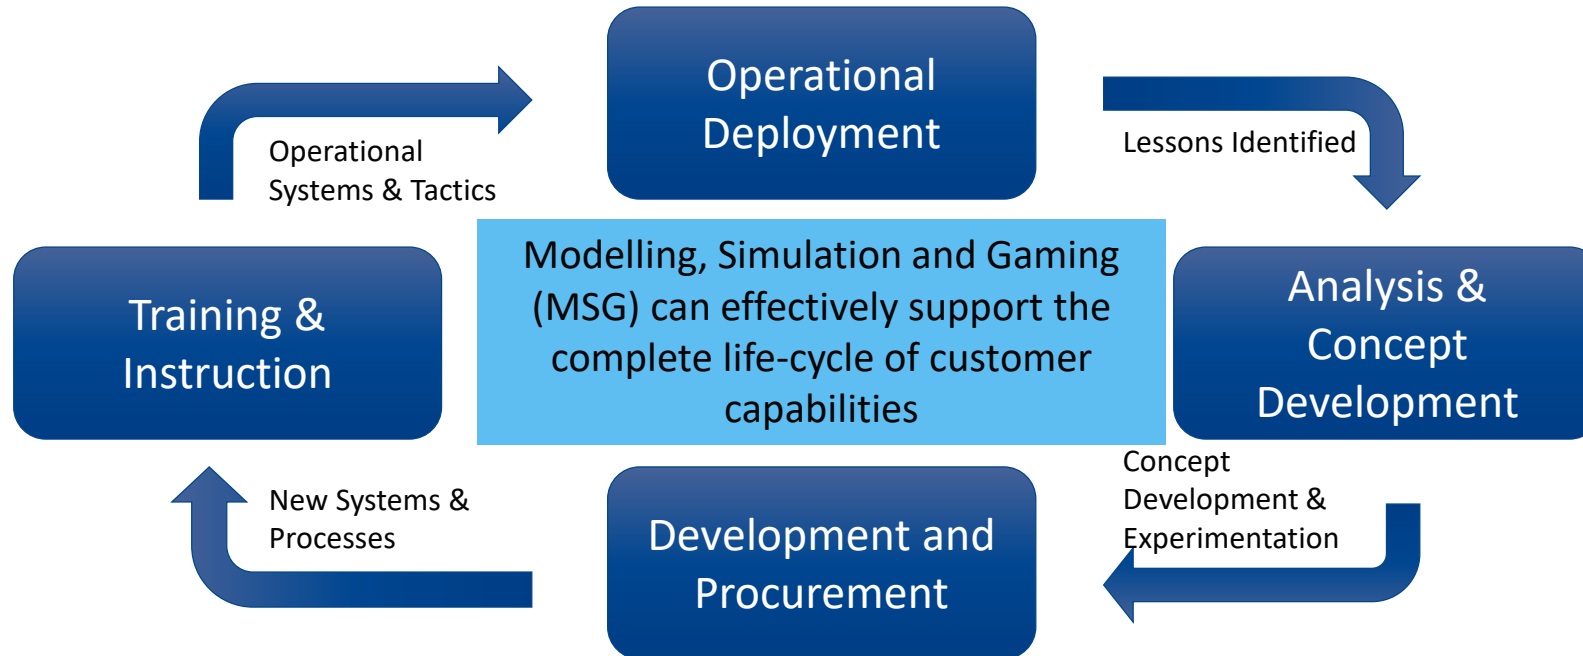 Operational
Deployment
Operational
Systems & Tactics
Lessons Identified
Training &
Instruction
Modelling, Simulation and Gaming
(MSG) can effectively support the
complete life-cycle of customer
capabilities
Analysis &
Concept
Development
New Systems &
Processes
Development and
Procurement
Concept
Development &
Experimentation